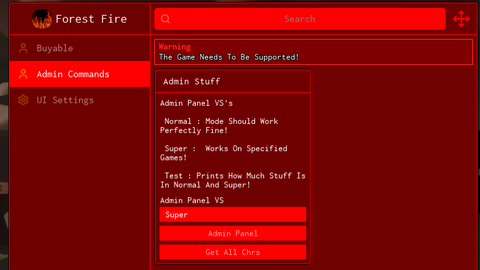 Forest Fire
Search
Buyable
Admin Commands
UI Settings
Warning
The Game Needs To Be Supported!
Admin Stuff
Admin Panel VS's
Normal : Mode Should Work
Perfectly Fine!
Super :  Works On Specified
Games!
Test : Prints How Much Stuff Is
In Normal And Super!
Admin Panel VS
Super
Admin Panel
Get All Chrs